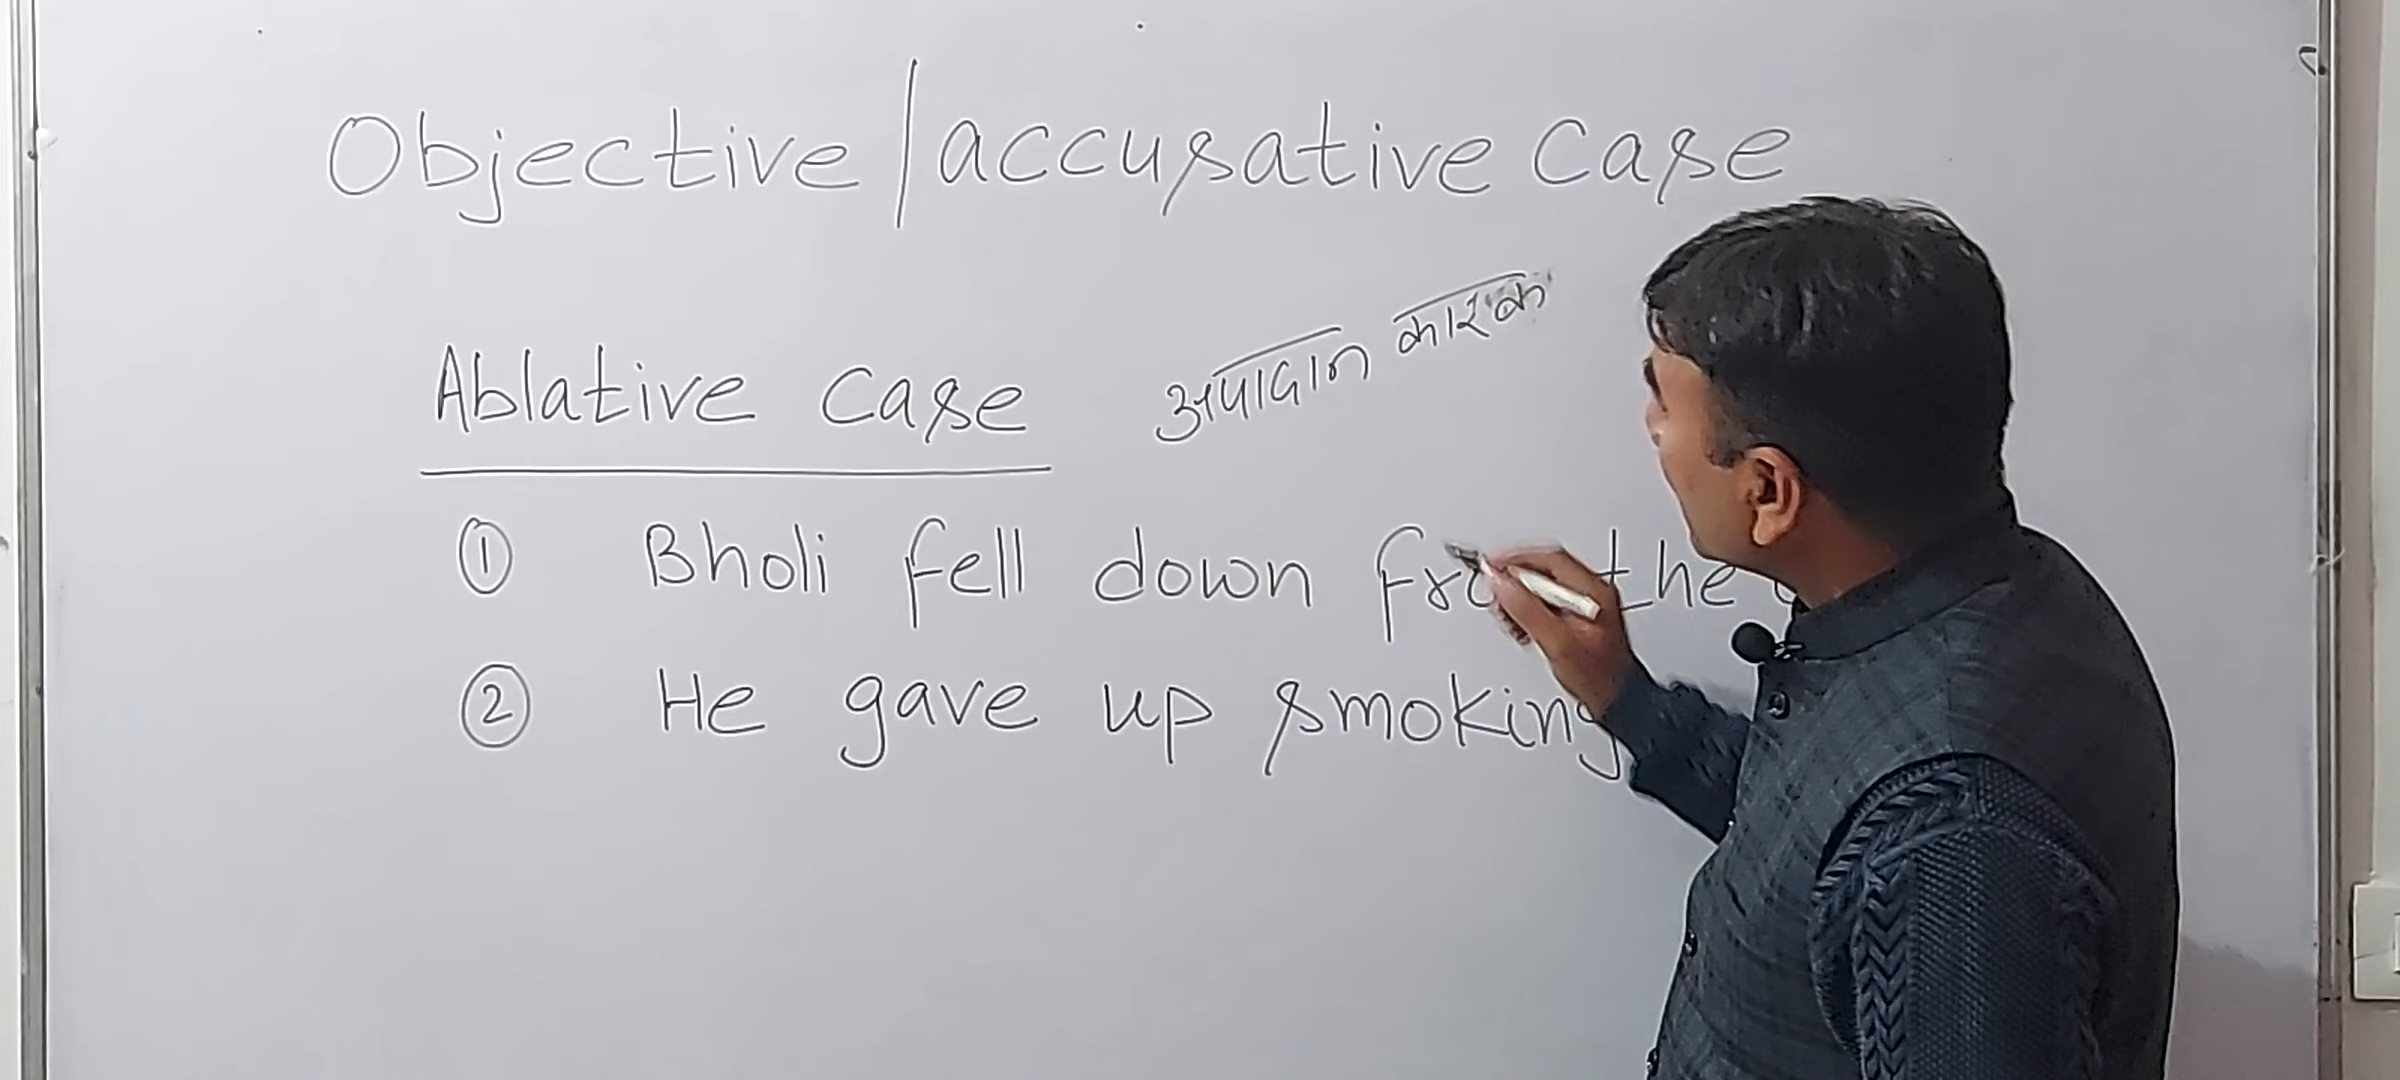 Objective/accusative case
Ablative case अपादान कारक
① Bholi fell down from the
② He gave up smoking